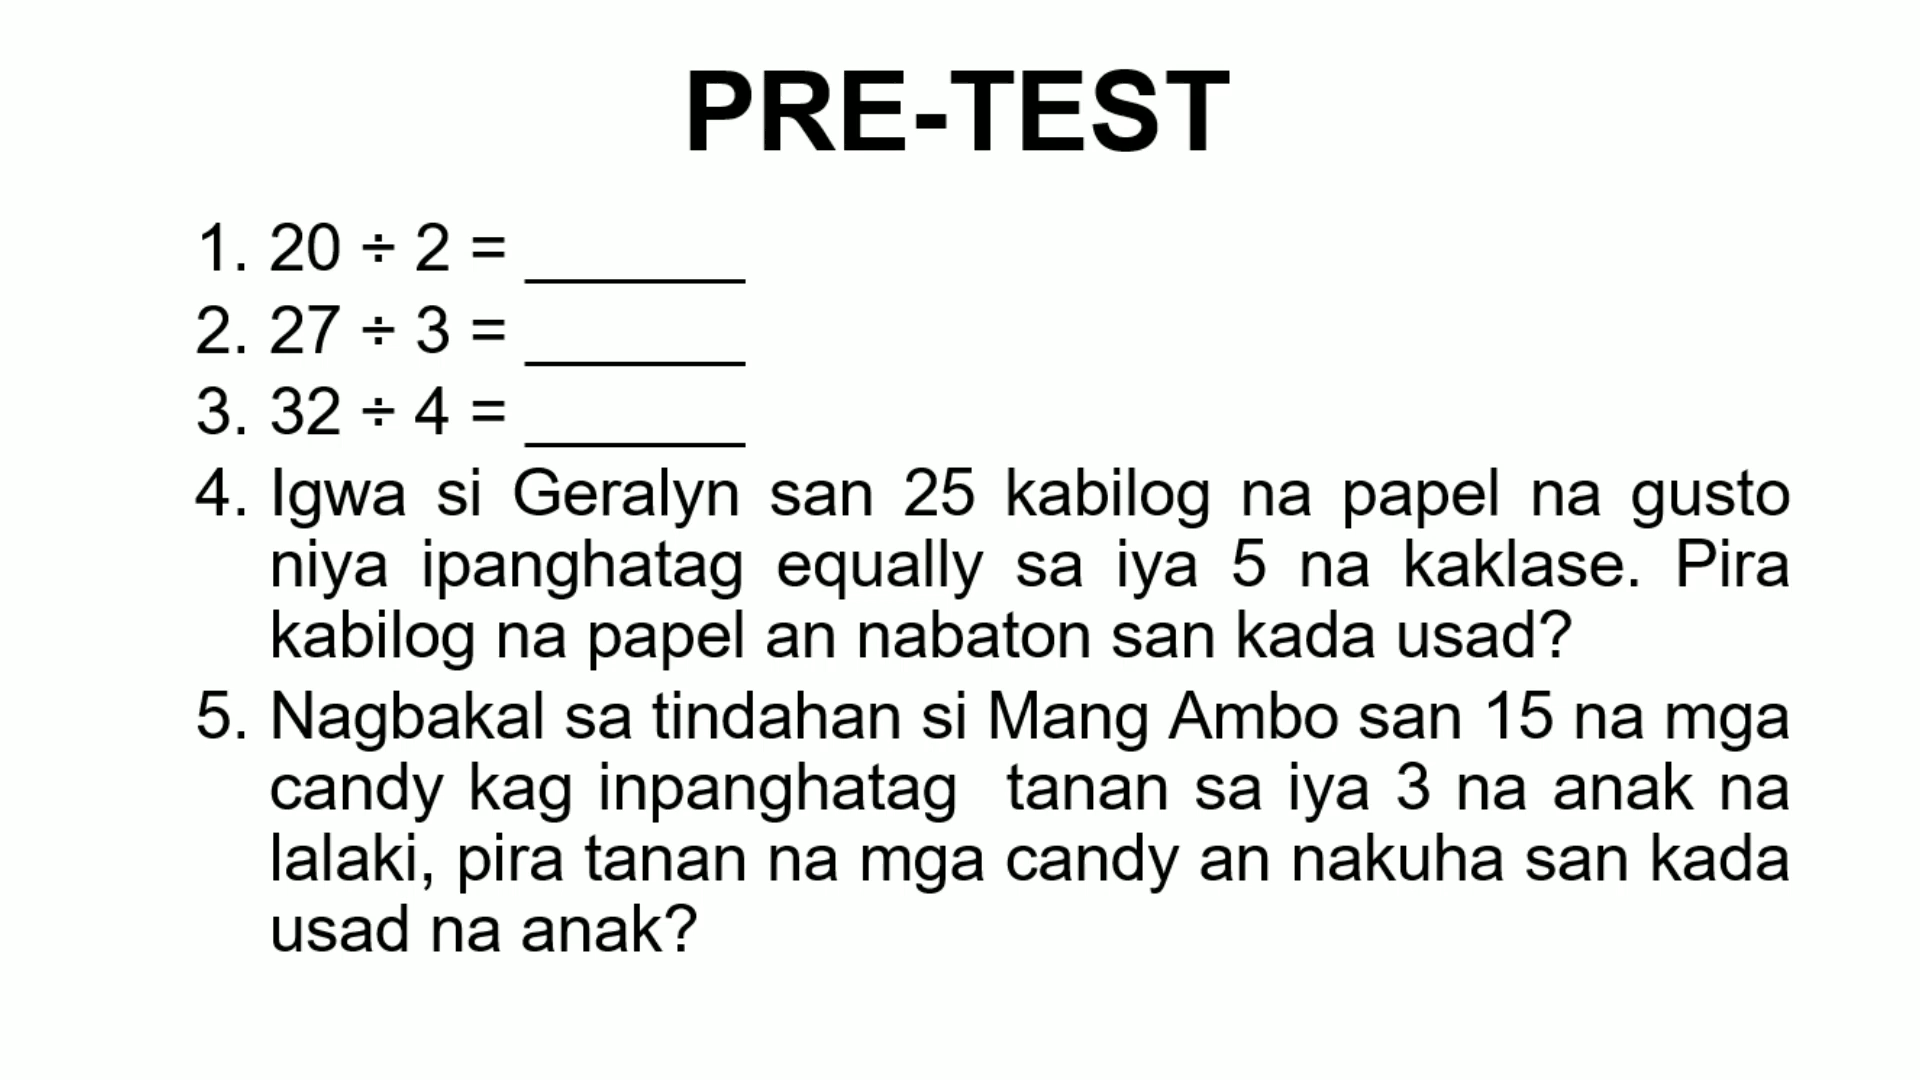 PRE-TEST
1. 20 ÷ 2 = ______
2. 27 ÷ 3 = ______
3. 32 ÷ 4 = ______
4. Igwa si Geralyn san 25 kabilog na papel na gusto
niya ipanghatag equally sa iya 5 na kaklase. Pira
kabilog na papel an nabaton san kada usad?
5. Nagbakal sa tindahan si Mang Ambo san 15 na mga
candy kag inpanghatag tanan sa iya 3 na anak na
lalaki, pira tanan na mga candy an nakuha san kada
usad na anak?